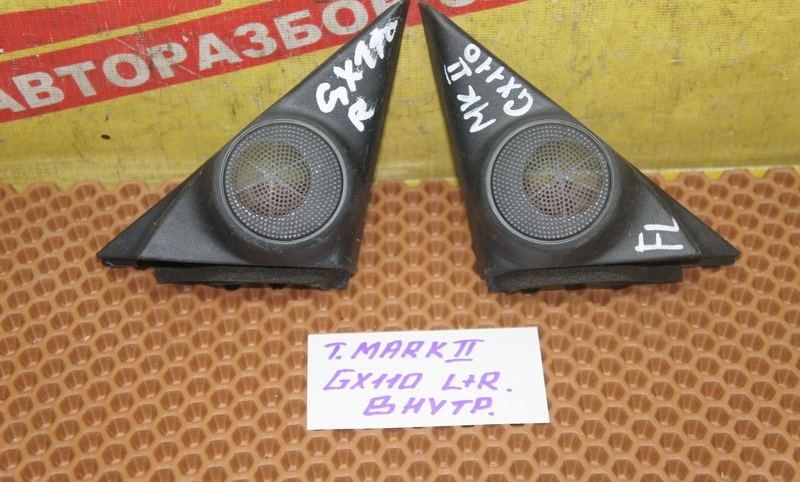 АВТОРАЗБОР
GX110
R
MK II
GX110
FL
T. MARK II
GX110 L+R.
ВНУТР.